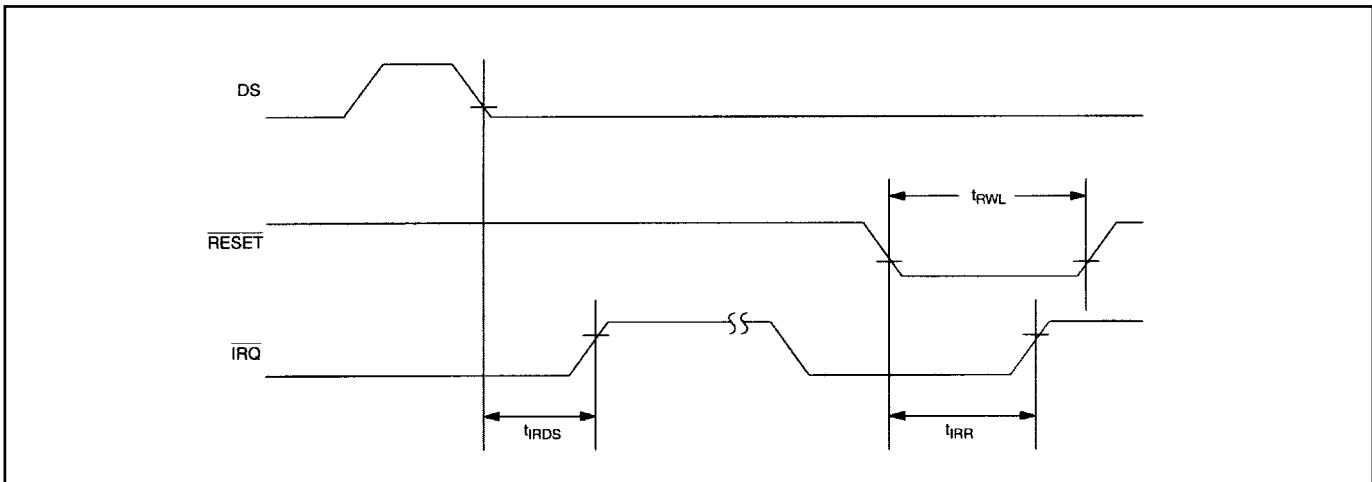 DS
tRWL
RESET
IRQ
tIRDS
tIRR